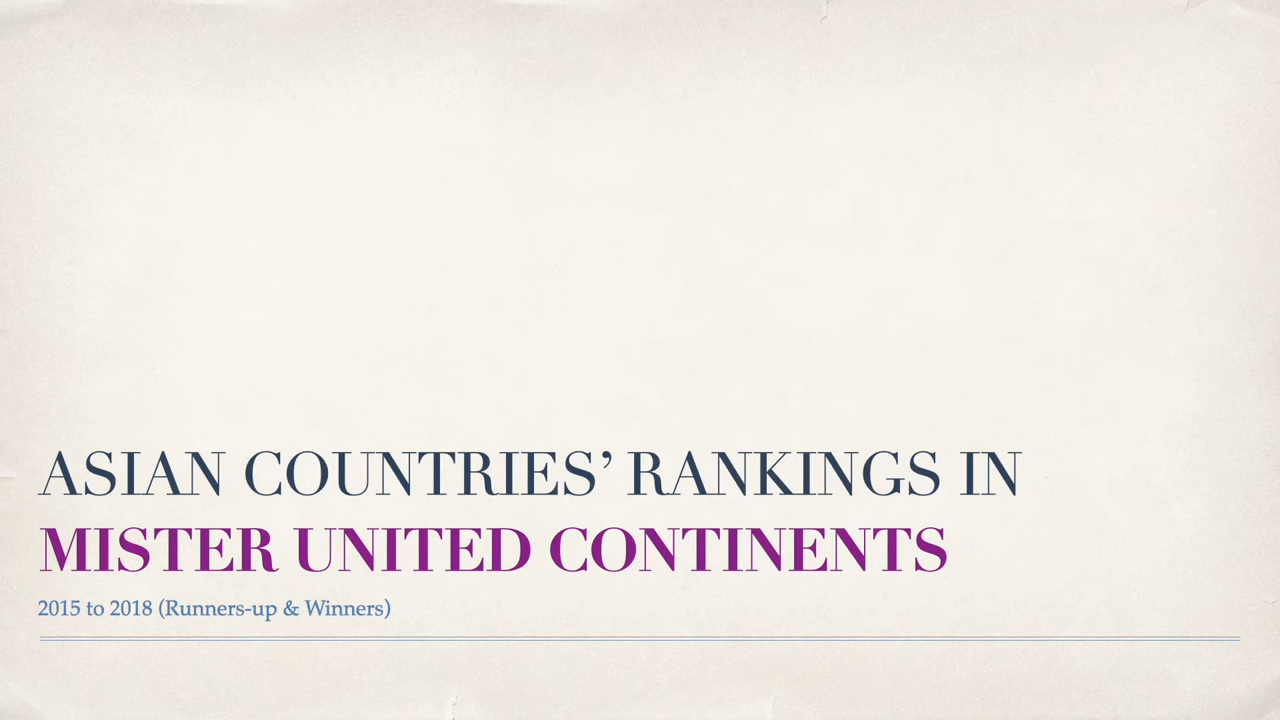 ASIAN COUNTRIES’ RANKINGS IN
MISTER UNITED CONTINENTS
2015 to 2018 (Runners-up & Winners)